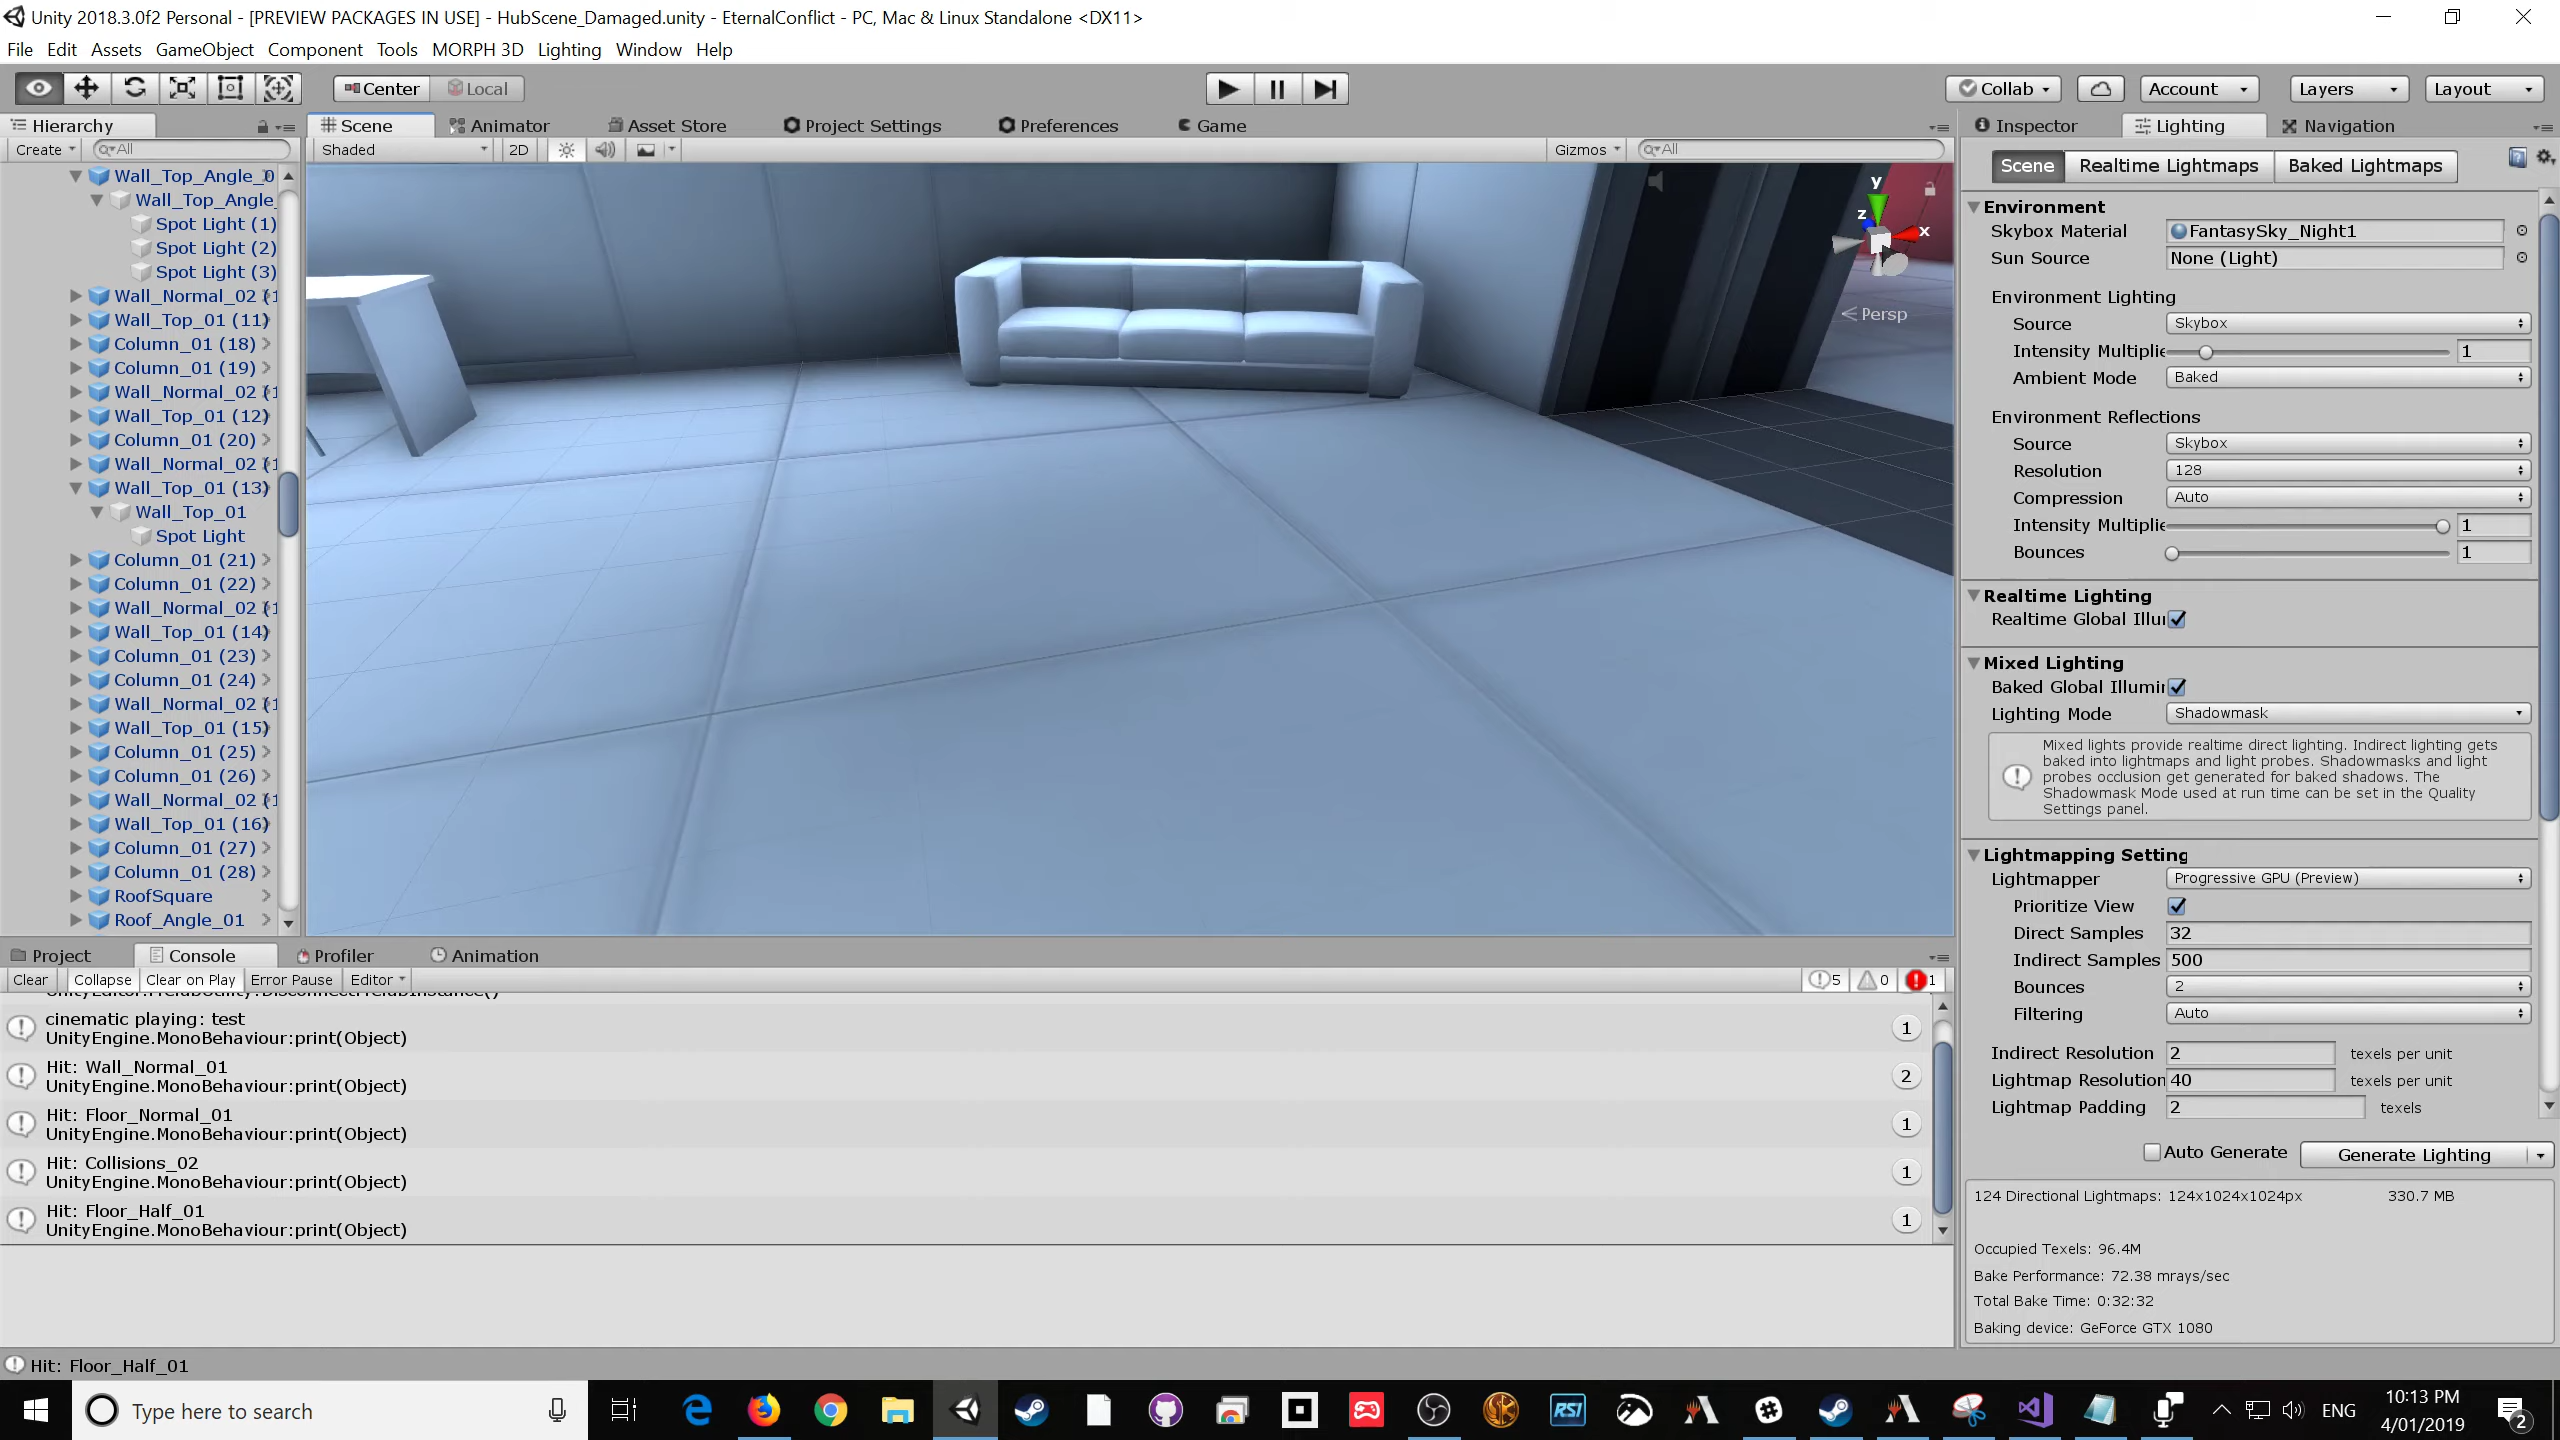 Unity 2018.3.0f2 Personal - [PREVIEW PACKAGES IN USE] - HubScene_Damaged.unity - EternalConflict - PC, Mac & Linux Standalone <DX11>
File Edit Assets GameObject Component Tools MORPH 3D Lighting Window Help
Center Local
Collab Account Layers Layout
Hierarchy
Create All
Wall_Top_Angle_0
Wall_Top_Angle_
Spot Light (1)
Spot Light (2)
Spot Light (3)
Wall_Normal_02 (1
Wall_Top_01 (11)
Column_01 (18)
Column_01 (19)
Wall_Normal_02 (1
Wall_Top_01 (12)
Column_01 (20)
Wall_Normal_02 (1
Wall_Top_01 (13)
Wall_Top_01
Spot Light
Column_01 (21)
Column_01 (22)
Wall_Normal_02 (1
Wall_Top_01 (14)
Column_01 (23)
Column_01 (24)
Wall_Normal_02 (1
Wall_Top_01 (15)
Column_01 (25)
Column_01 (26)
Wall_Normal_02 (1
Wall_Top_01 (16)
Column_01 (27)
Column_01 (28)
RoofSquare
Roof_Angle_01
Scene Animator Asset Store Project Settings Preferences Game
Shaded 2D Gizmos All
y
z x
Persp
Inspector Lighting Navigation
Scene Realtime Lightmaps Baked Lightmaps
Environment
Skybox Material FantasySky_Night1
Sun Source None (Light)
Environment Lighting
Source Skybox
Intensity Multiplie 1
Ambient Mode Baked
Environment Reflections
Source Skybox
Resolution 128
Compression Auto
Intensity Multiplie 1
Bounces 1
Realtime Lighting
Realtime Global Illu
Mixed Lighting
Baked Global Illumi
Lighting Mode Shadowmask
Mixed lights provide realtime direct lighting. Indirect lighting gets
baked into lightmaps and light probes. Shadowmasks and light
probes occlusion get generated for baked shadows. The
Shadowmask Mode used at run time can be set in the Quality
Settings panel.
Lightmapping Setting
Lightmapper Progressive GPU (Preview)
Prioritize View
Direct Samples 32
Indirect Samples 500
Bounces 2
Filtering Auto
Indirect Resolution 2 texels per unit
Lightmap Resolution 40 texels per unit
Lightmap Padding 2 texels
Auto Generate Generate Lighting
124 Directional Lightmaps: 124x1024x1024px 330.7 MB
Occupied Texels: 96.4M
Bake Performance: 72.38 mrays/sec
Total Bake Time: 0:32:32
Baking device: GeForce GTX 1080
Project Console Profiler Animation
Clear Collapse Clear on Play Error Pause Editor 5 0 1
UnityEditor.PrefabUtility:DisconnectPrefabInstance()
cinematic playing: test
UnityEngine.MonoBehaviour:print(Object) 1
Hit: Wall_Normal_01
UnityEngine.MonoBehaviour:print(Object) 2
Hit: Floor_Normal_01
UnityEngine.MonoBehaviour:print(Object) 1
Hit: Collisions_02
UnityEngine.MonoBehaviour:print(Object) 1
Hit: Floor_Half_01
UnityEngine.MonoBehaviour:print(Object) 1
Hit: Floor_Half_01
Type here to search
RSI
ENG
10:13 PM
4/01/2019
2